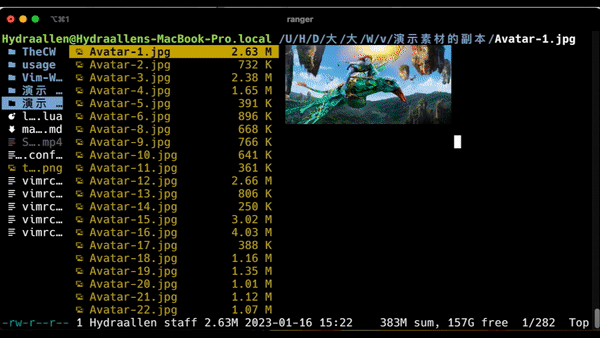 ⌥⌘1 ranger
Hydraallen@Hydraallens-MacBook-Pro.local /U/H/D/大/大/W/v/演示素材的副本/Avatar-1.jpg
TheCW Avatar-1.jpg 2.63 M
usage Avatar-2.jpg 732 K
Vim-W… Avatar-3.jpg 2.38 M
演示 … Avatar-4.jpg 1.65 M
演示 … Avatar-5.jpg 391 K
l….lua Avatar-6.jpg 896 K
ma….md Avatar-8.jpg 668 K
S….mp4 Avatar-9.jpg 766 K
….conf… Avatar-10.jpg 641 K
t….png Avatar-11.jpg 361 K
vimrc… Avatar-12.jpg 2.66 M
vimrc… Avatar-13.jpg 806 K
vimrc… Avatar-14.jpg 250 K
vimrc… Avatar-15.jpg 3.02 M
vimrc… Avatar-16.jpg 4.03 M
Avatar-17.jpg 388 K
Avatar-18.jpg 1.16 M
Avatar-19.jpg 1.35 M
Avatar-20.jpg 1.01 M
Avatar-21.jpg 1.12 M
Avatar-22.jpg 1.07 M
-rw-r--r-- 1 Hydraallen staff 2.63M 2023-01-16 15:22 383M sum, 157G free 1/282 Top